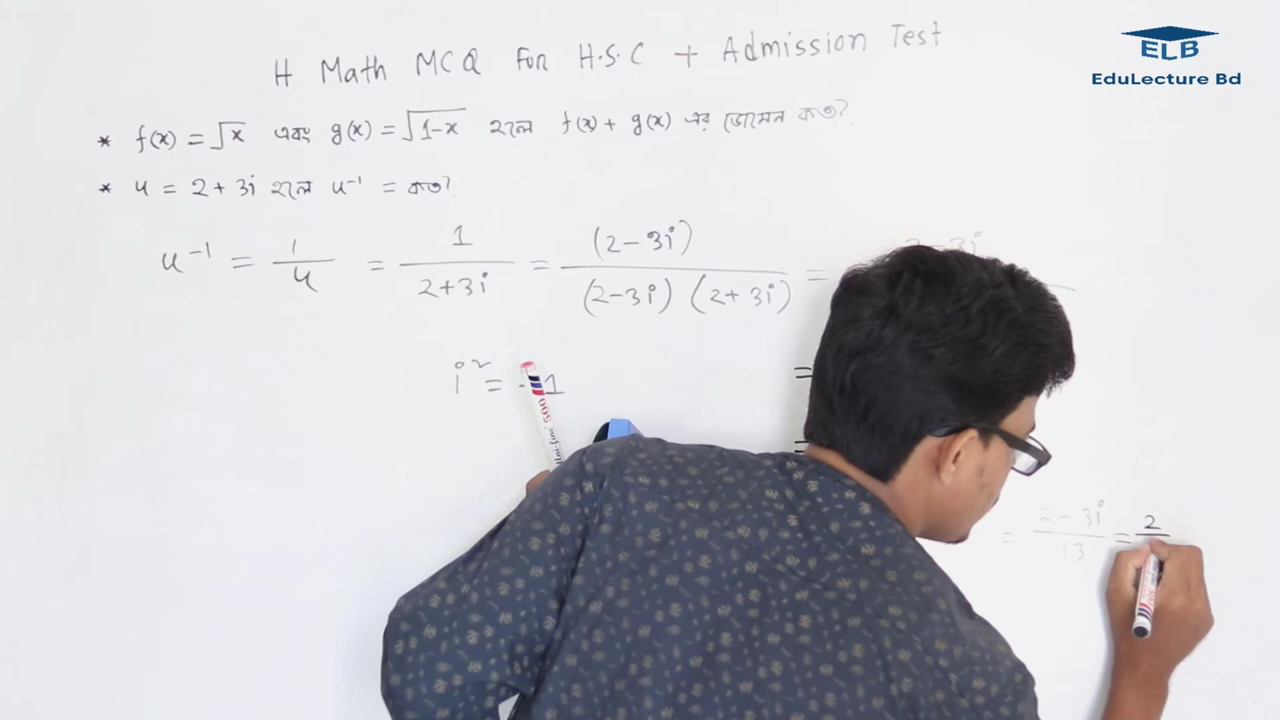 ELB
EduLecture Bd
H Math MCQ For H.S.C + Admission Test
* f(x) = √x এবং g(x) = √1-x হলে f(x) + g(x) এর ডোমেন কত?
* u = 2 + 3i হলে u⁻¹ = কত?
u⁻¹ = 1/u = 1/2+3i = (2-3i)/(2-3i) (2+3i) =
i² = -1
=
=
= 2-3i/13 = 2